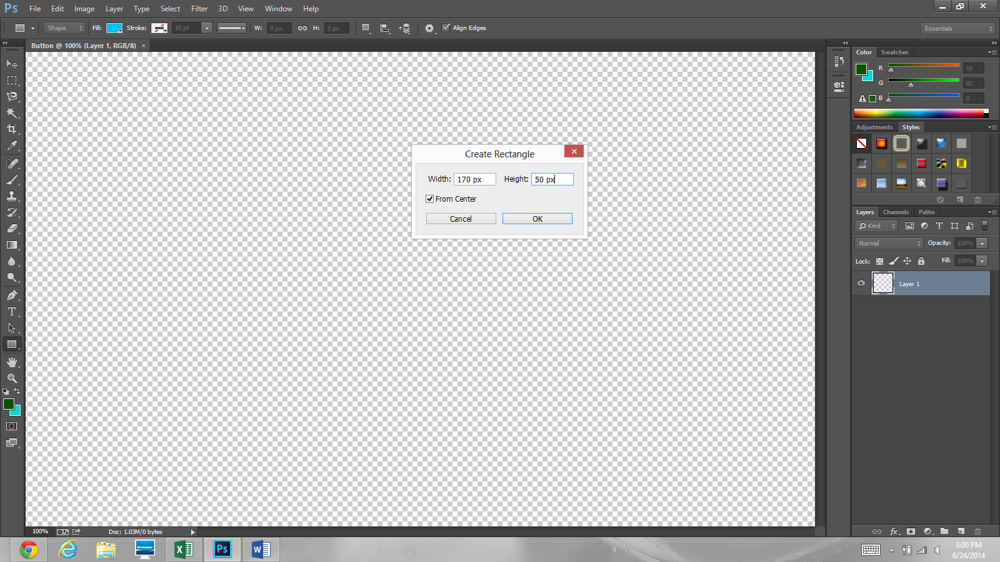 Ps File Edit Image Layer Type Select Filter 3D View Window Help
Shape Fill: Stroke: 10 pt W: 0 px H: 0 px Align Edges Essentials
Button @ 100% (Layer 1, RGB/8) ×
Color Swatches
R 10
G 82
B 0
Adjustments Styles
Create Rectangle
Width: 170 px Height: 50 px
From Center
Cancel OK
Layers Channels Paths
Kind
Normal Opacity: 100%
Lock: Fill: 100%
Layer 1
100% Doc: 1.03M/0 bytes
fx
lenovo
Ps
3:00 PM
6/24/2014